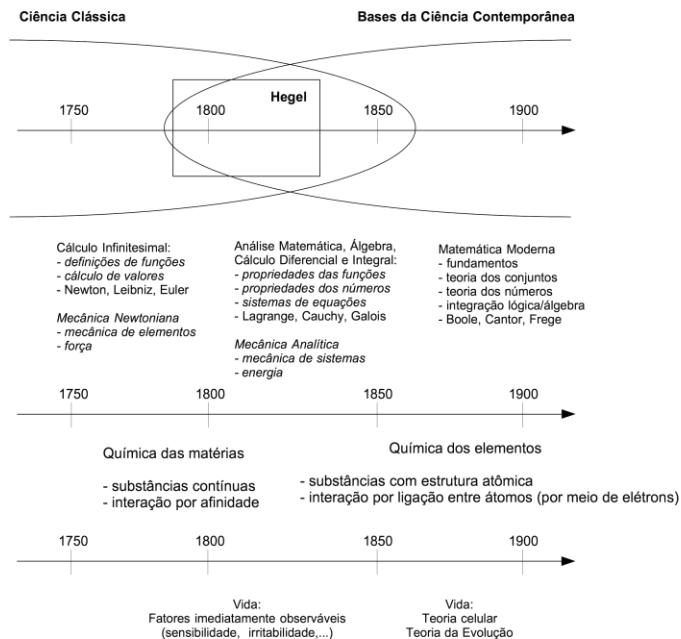 Ciência Clássica
Bases da Ciência Contemporânea
Hegel
1750
1800
1850
1900
Cálculo Infinitesimal:
- definições de funções
- cálculo de valores
- Newton, Leibniz, Euler
Mecânica Newtoniana
- mecânica de elementos
- força
Análise Matemática, Álgebra,
Cálculo Diferencial e Integral:
- propriedades das funções
- propriedades dos números
- sistemas de equações
- Lagrange, Cauchy, Galois
Mecânica Analítica
- mecânica de sistemas
- energia
Matemática Moderna
- fundamentos
- teoria dos conjuntos
- teoria dos números
- integração lógica/álgebra
- Boole, Cantor, Frege
1750
1800
1850
1900
Química das matérias
- substâncias contínuas
- interação por afinidade
Química dos elementos
- substâncias com estrutura atômica
- interação por ligação entre átomos (por meio de elétrons)
1750
1800
1850
1900
Vida:
Fatores imediatamente observáveis
(sensibilidade, irritabilidade,...)
Vida:
Teoria celular
Teoria da Evolução